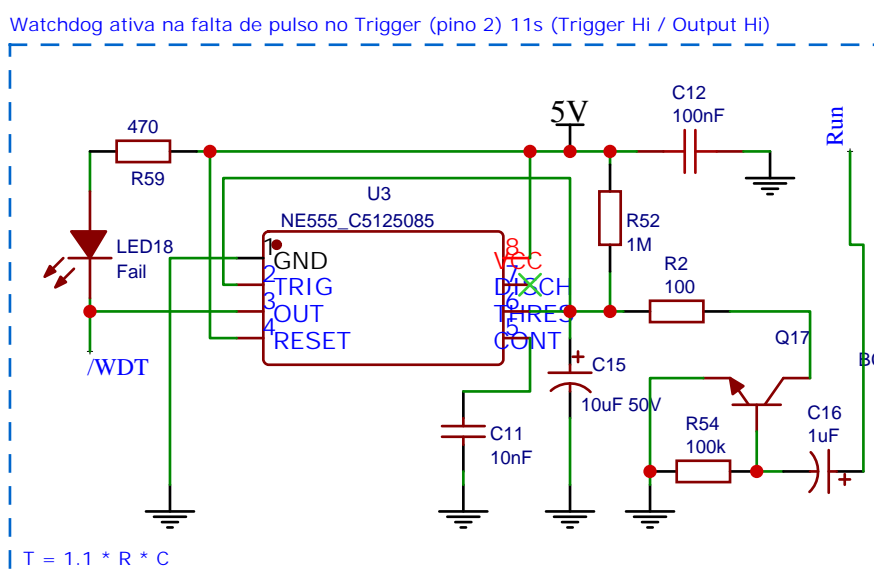 Watchdog ativa na falta de pulso no Trigger (pino 2) 11s (Trigger Hi / Output Hi)
C12
100nF
5V
Run
470
R59
U3
NE555_C5125085
R52
1M
LED18
Fail
1
GND
2
TRIG
3
OUT
4
RESET
8
VCC
7
DISCH
6
THRES
5
CONT
R2
100
Q17
/WDT
C15
10uF 50V
C11
10nF
R54
100k
C16
1uF
T = 1.1 * R * C